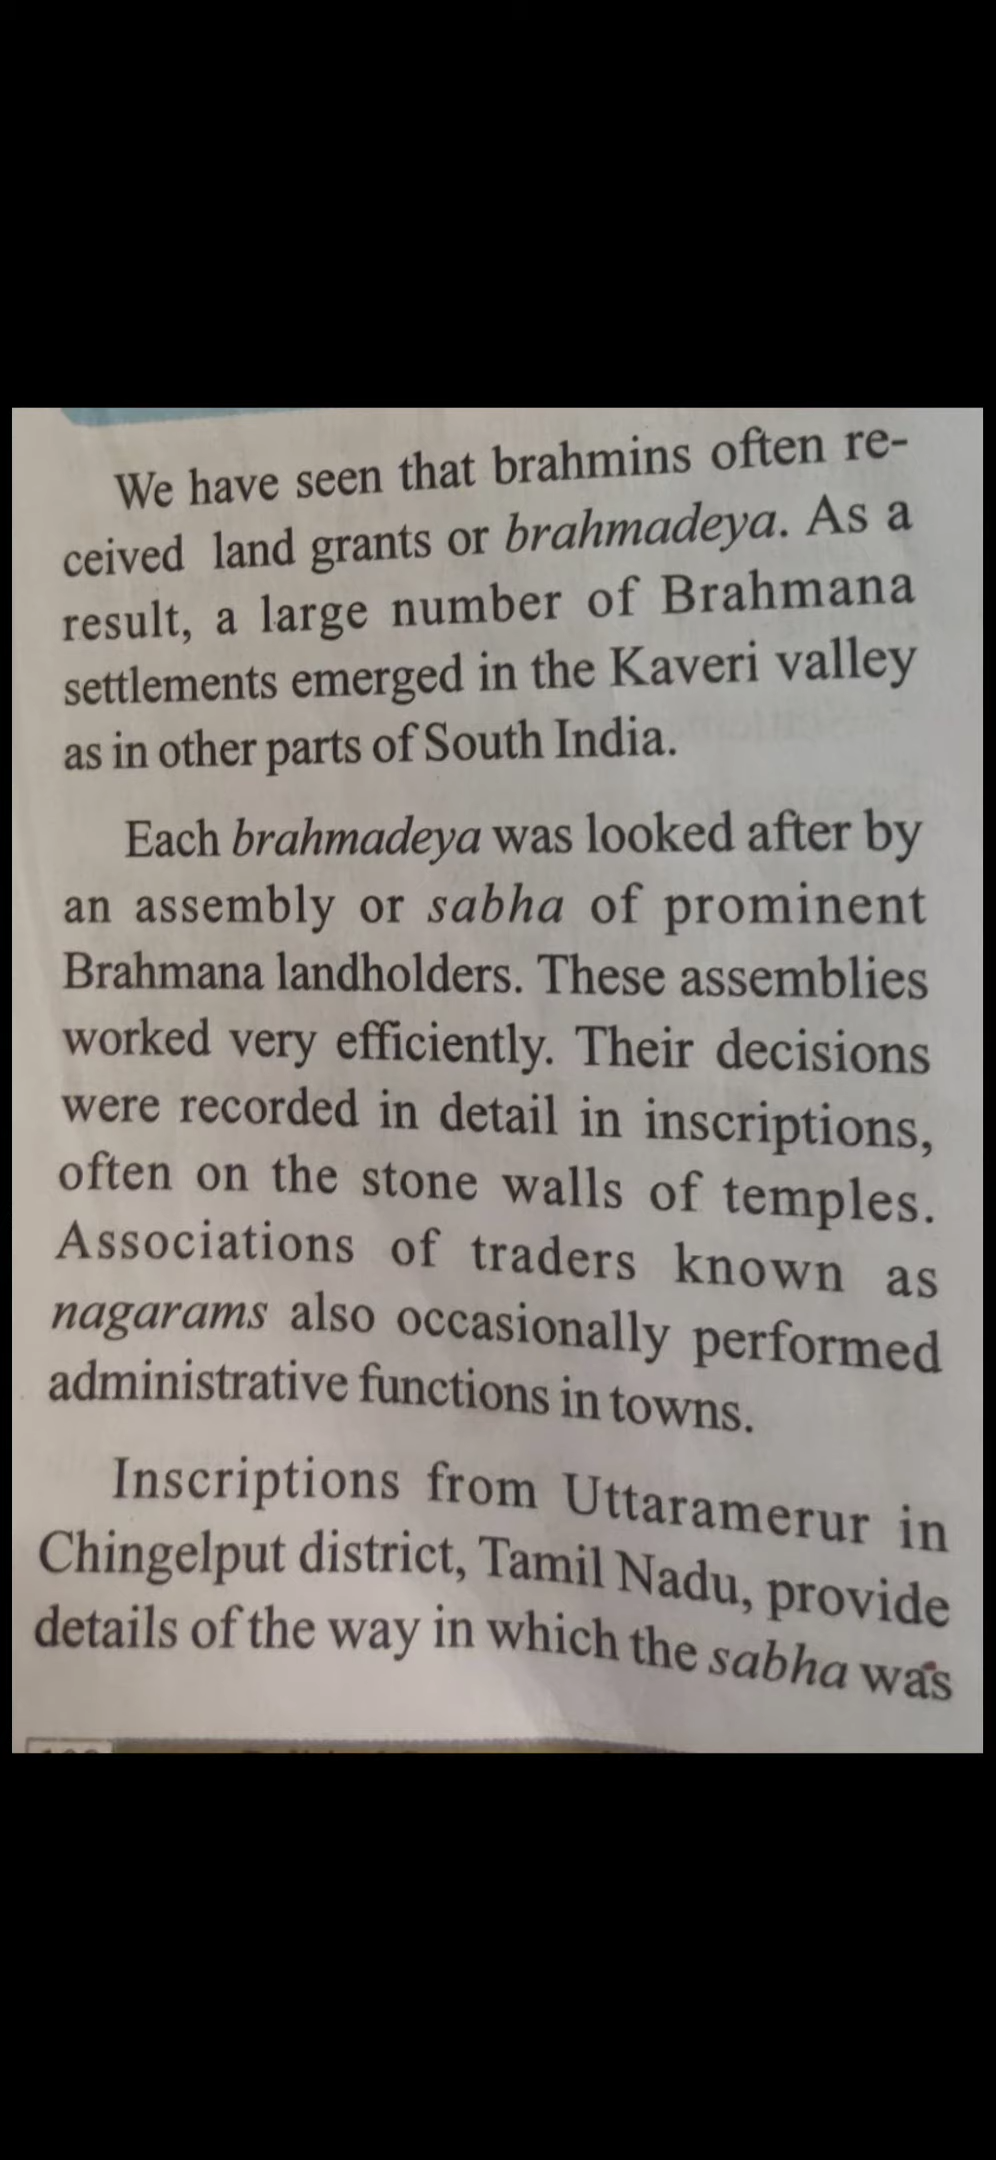 We have seen that brahmins often re-
ceived land grants or brahmadeya. As a
result, a large number of Brahmana
settlements emerged in the Kaveri valley
as in other parts of South India.
Each brahmadeya was looked after by
an assembly or sabha of prominent
Brahmana landholders. These assemblies
worked very efficiently. Their decisions
were recorded in detail in inscriptions,
often on the stone walls of temples.
Associations of traders known as
nagarams also occasionally performed
administrative functions in towns.
Inscriptions from Uttaramerur in
Chingelput district, Tamil Nadu, provide
details of the way in which the sabha was